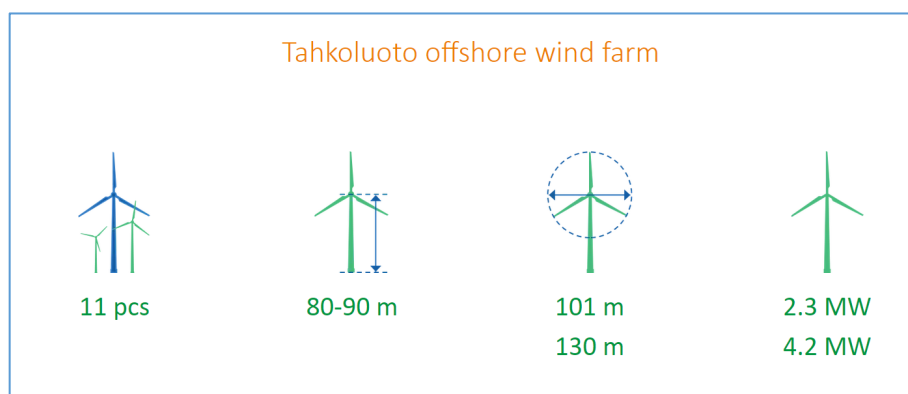 Tahkoluoto offshore wind farm
11 pcs
80-90 m
101 m
130 m
2.3 MW
4.2 MW